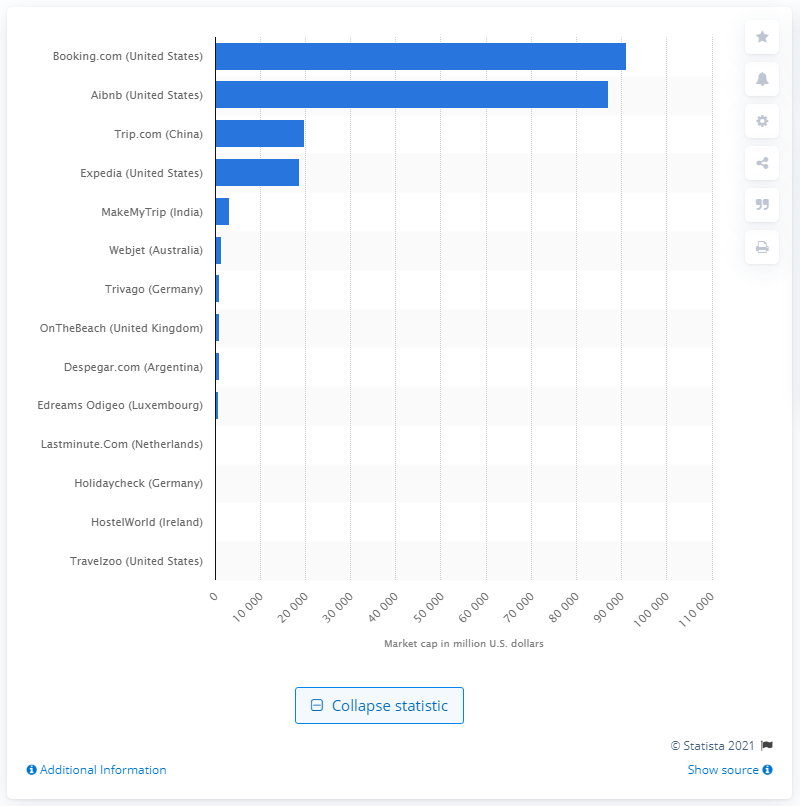 Booking.com (United States)
Aibnb (United States)
Trip.com (China)
Expedia (United States)
MakeMyTrip (India)
Webjet (Australia)
Trivago (Germany)
OnTheBeach (United Kingdom)
Despegar.com (Argentina)
Edreams Odigeo (Luxembourg)
Lastminute.Com (Netherlands)
Holidaycheck (Germany)
HostelWorld (Ireland)
Travelzoo (United States)
0 10 000 20 000 30 000 40 000 50 000 60 000 70 000 80 000 90 000 100 000 110 000
Market cap in million U.S. dollars
Collapse statistic
© Statista 2021
Additional Information Show source